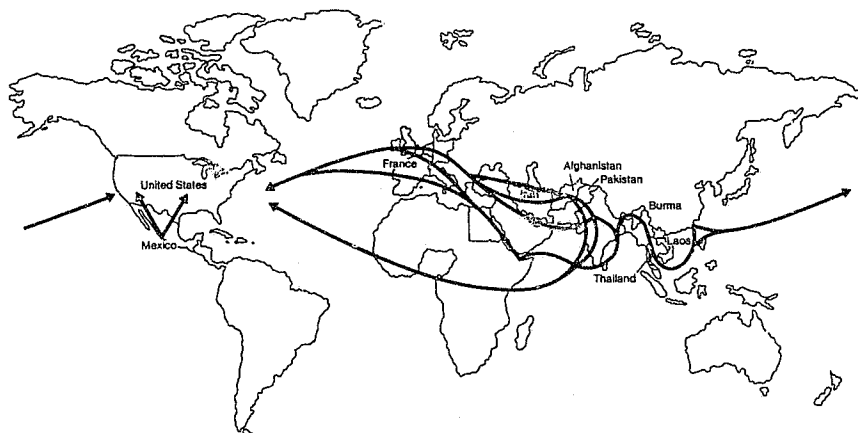 France
Afghanistan
Pakistan
United States
Burma
Mexico
Laos
Thailand